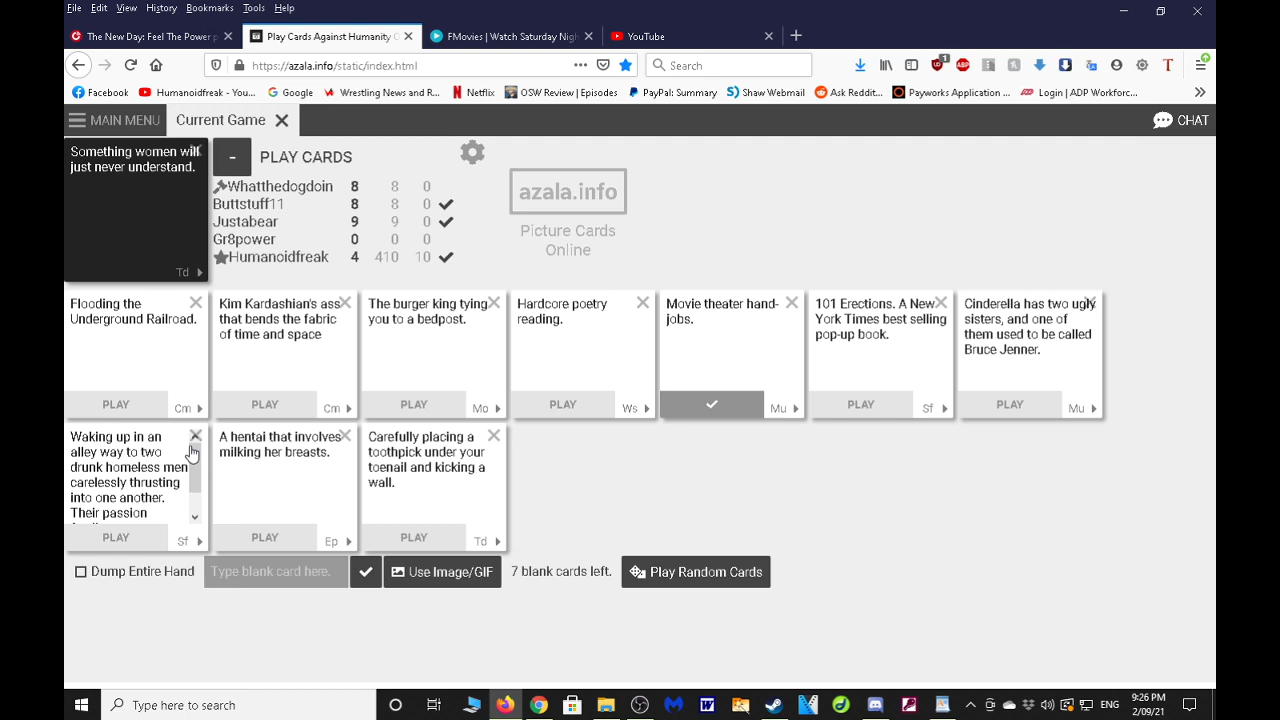 File Edit View History Bookmarks Tools Help
The New Day: Feel The Power p
Play Cards Against Humanity O
FMovies | Watch Saturday Nigh
YouTube
https://azala.info/static/index.html
Search
Facebook Humanoidfreak - You... Google Wrestling News and R... Netflix OSW Review | Episodes PayPal: Summary Shaw Webmail Ask Reddit... Payworks Application ... Login | ADP Workforc...
MAIN MENU Current Game CHAT
Something women will
just never understand.
Td
- PLAY CARDS
Whatthedogdoin 8 8 0
Buttstuff11 8 8 0
Justabear 9 9 0
Gr8power 0 0 0
Humanoidfreak 4 410 10
azala.info
Picture Cards
Online
Flooding the
Underground Railroad.
PLAY Cm
Kim Kardashian's ass
that bends the fabric
of time and space
PLAY Cm
The burger king tying
you to a bedpost.
PLAY Mo
Hardcore poetry
reading.
PLAY Ws
Movie theater hand-
jobs.
Mu
101 Erections. A New
York Times best selling
pop-up book.
PLAY Sf
Cinderella has two ugly
sisters, and one of
them used to be called
Bruce Jenner.
PLAY Mu
Waking up in an
alley way to two
drunk homeless men
carelessly thrusting
into one another.
Their passion
PLAY Sf
A hentai that involves
milking her breasts.
PLAY Ep
Carefully placing a
toothpick under your
toenail and kicking a
wall.
PLAY Td
Dump Entire Hand Type blank card here. Use Image/GIF 7 blank cards left. Play Random Cards
Type here to search
ENG
9:26 PM
2/09/21